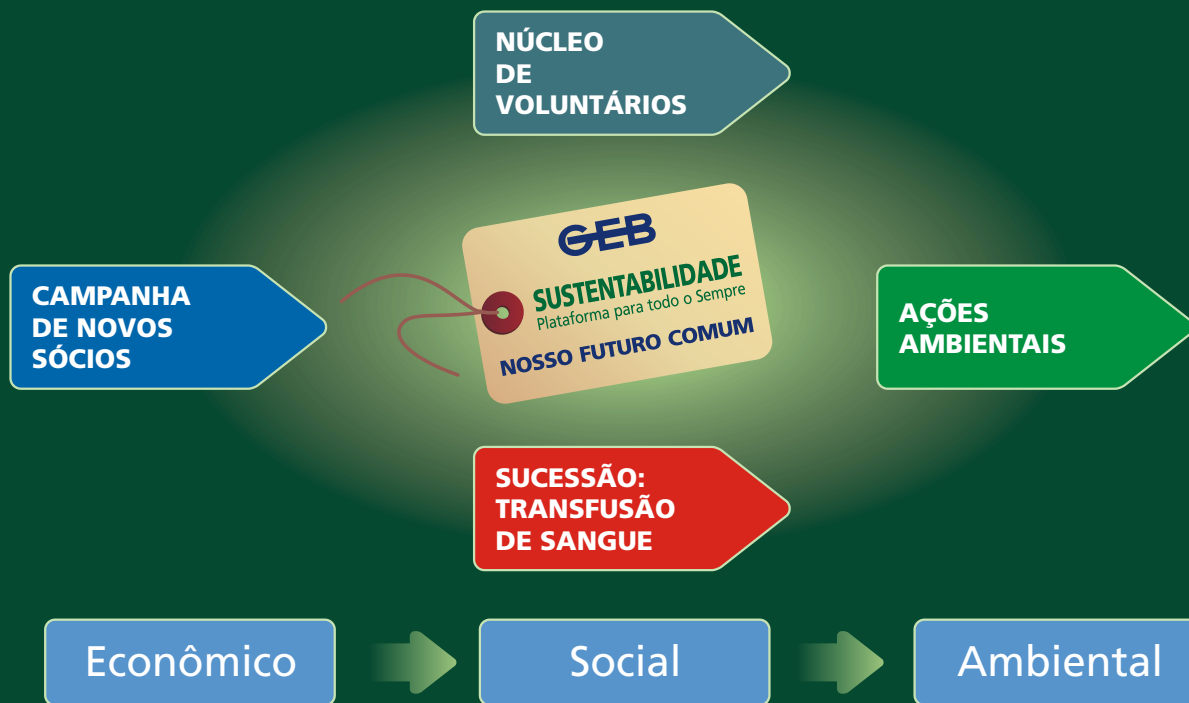 NÚCLEO
DE
VOLUNTÁRIOS
GEB
SUSTENTABILIDADE
Plataforma para todo o Sempre
NOSSO FUTURO COMUM
CAMPANHA
DE NOVOS
SÓCIOS
AÇÕES
AMBIENTAIS
SUCESSÃO:
TRANSFUSÃO
DE SANGUE
Econômico
Social
Ambiental